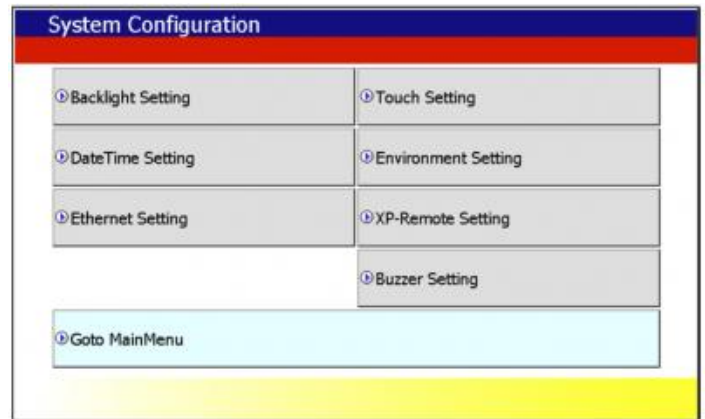 System Configuration
Backlight Setting
Touch Setting
DateTime Setting
Environment Setting
Ethernet Setting
XP-Remote Setting
Buzzer Setting
Goto MainMenu